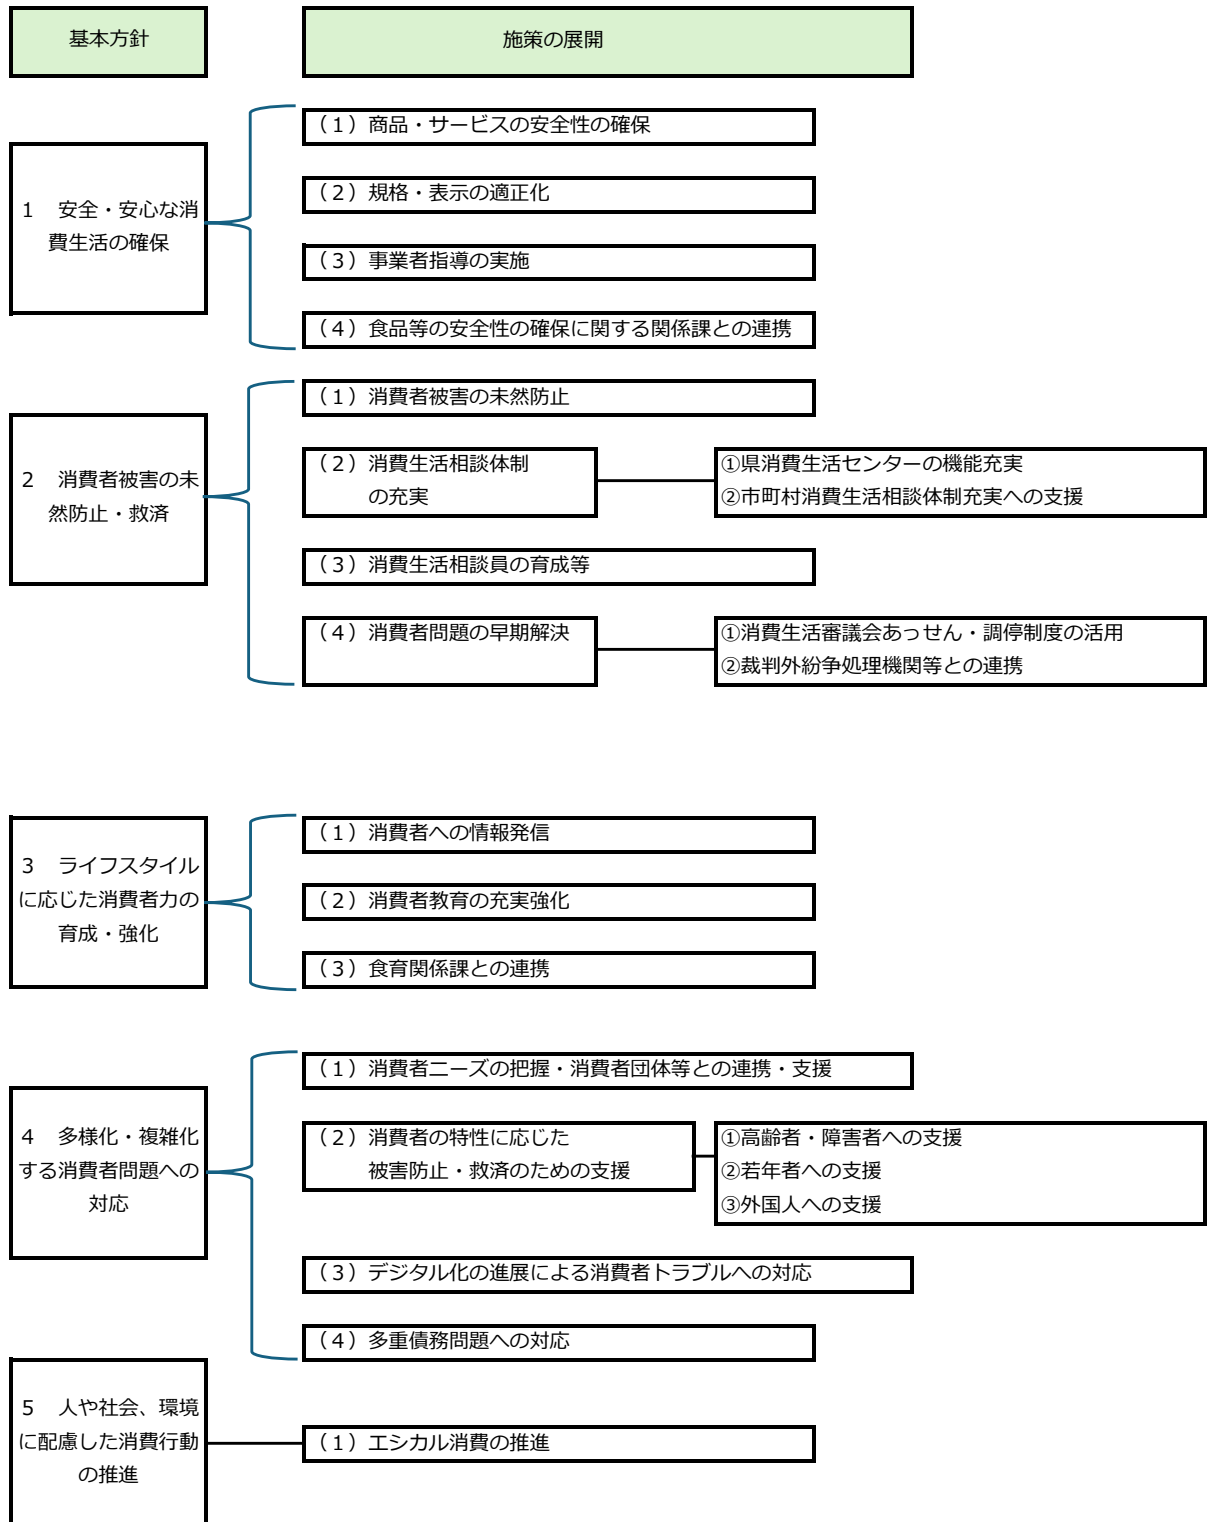 基本方針
施策の展開
1　安全・安心な消
費生活の確保
（1）商品・サービスの安全性の確保
（2）規格・表示の適正化
（3）事業者指導の実施
（4）食品等の安全性の確保に関する関係課との連携
2　消費者被害の未
然防止・救済
（1）消費者被害の未然防止
（2）消費生活相談体制
の充実
①県消費生活センターの機能充実
②市町村消費生活相談体制充実への支援
（3）消費生活相談員の育成等
（4）消費者問題の早期解決
①消費生活審議会あっせん・調停制度の活用
②裁判外紛争処理機関等との連携
3　ライフスタイル
に応じた消費者力の
育成・強化
（1）消費者への情報発信
（2）消費者教育の充実強化
（3）食育関係課との連携
4　多様化・複雑化
する消費者問題への
対応
（1）消費者ニーズの把握・消費者団体等との連携・支援
（2）消費者の特性に応じた
被害防止・救済のための支援
①高齢者・障害者への支援
②若年者への支援
③外国人への支援
（3）デジタル化の進展による消費者トラブルへの対応
（4）多重債務問題への対応
5　人や社会、環境
に配慮した消費行動
の推進
（1）エシカル消費の推進